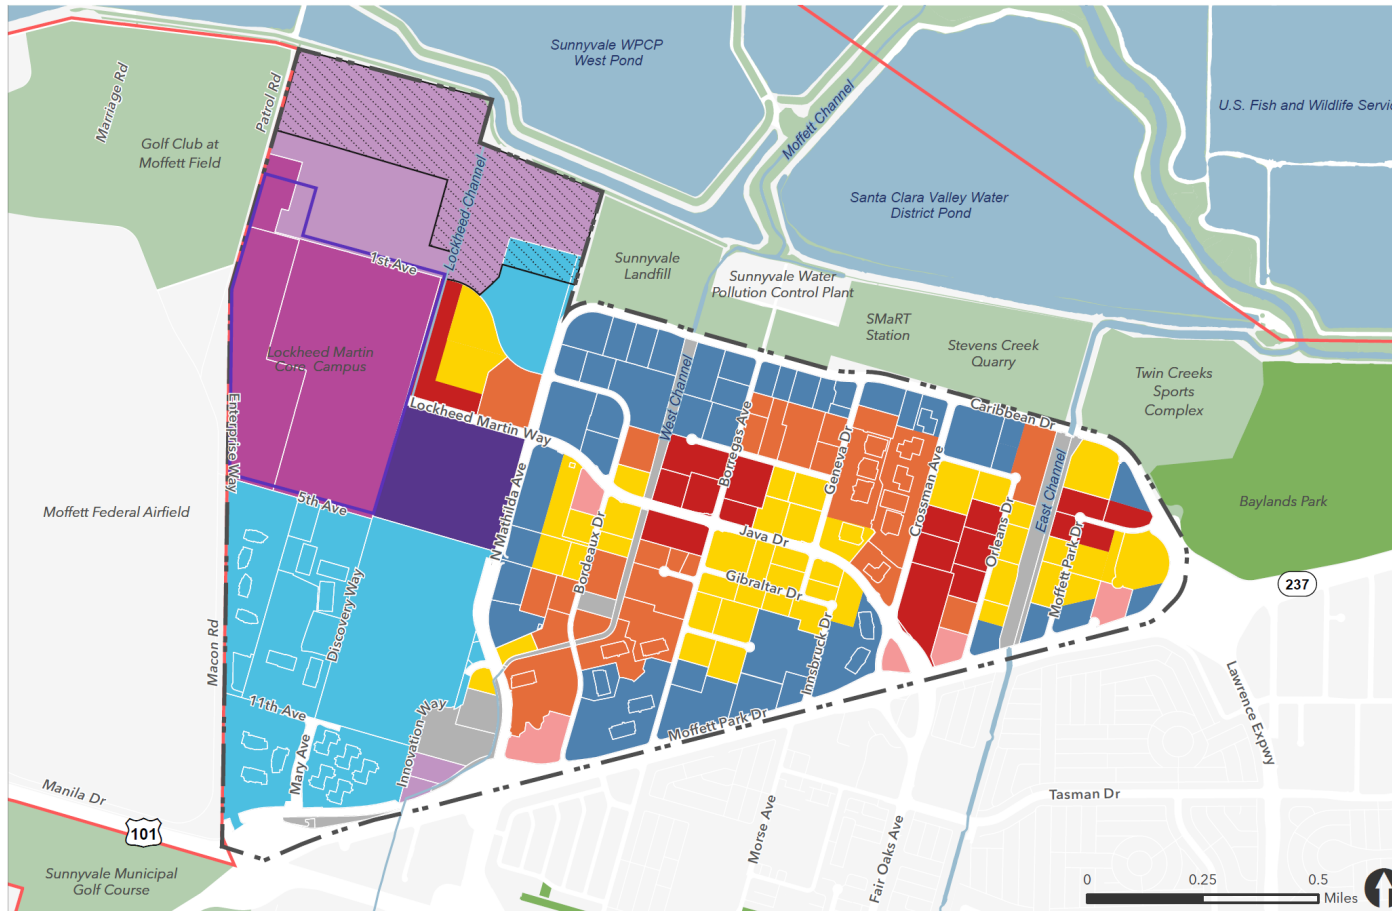 Sunnyvale WPCP
West Pond
Marriage Rd
Patrol Rd
Golf Club at
Moffett Field
Moffett Channel
U.S. Fish and Wildlife Servic
Santa Clara Valley Water
District Pond
Lockheed Channel
1st Ave
Sunnyvale
Landfill
Sunnyvale Water
Pollution Control Plant
SMaRT
Station
Stevens Creek
Quarry
Twin Creeks
Sports
Complex
Lockheed Martin
Core Campus
Enterprise Way
Lockheed Martin Way
West Channel
Borregas Ave
Geneva Dr
Caribbean Dr
Crossman Ave
East Channel
Orleans Dr
Moffett Park Dr
Baylands Park
Moffett Federal Airfield
5th Ave
N Mathilda Ave
Bordeaux Dr
Java Dr
Gibraltar Dr
237
Macon Rd
Discovery Way
Innsbruck Dr
11th Ave
Mary Ave
Innovation Way
Moffett Park Dr
Lawrence Expwy
Manila Dr
101
Tasman Dr
Morse Ave
Fair Oaks Ave
Sunnyvale Municipal
Golf Course
0 0.25 0.5
Miles